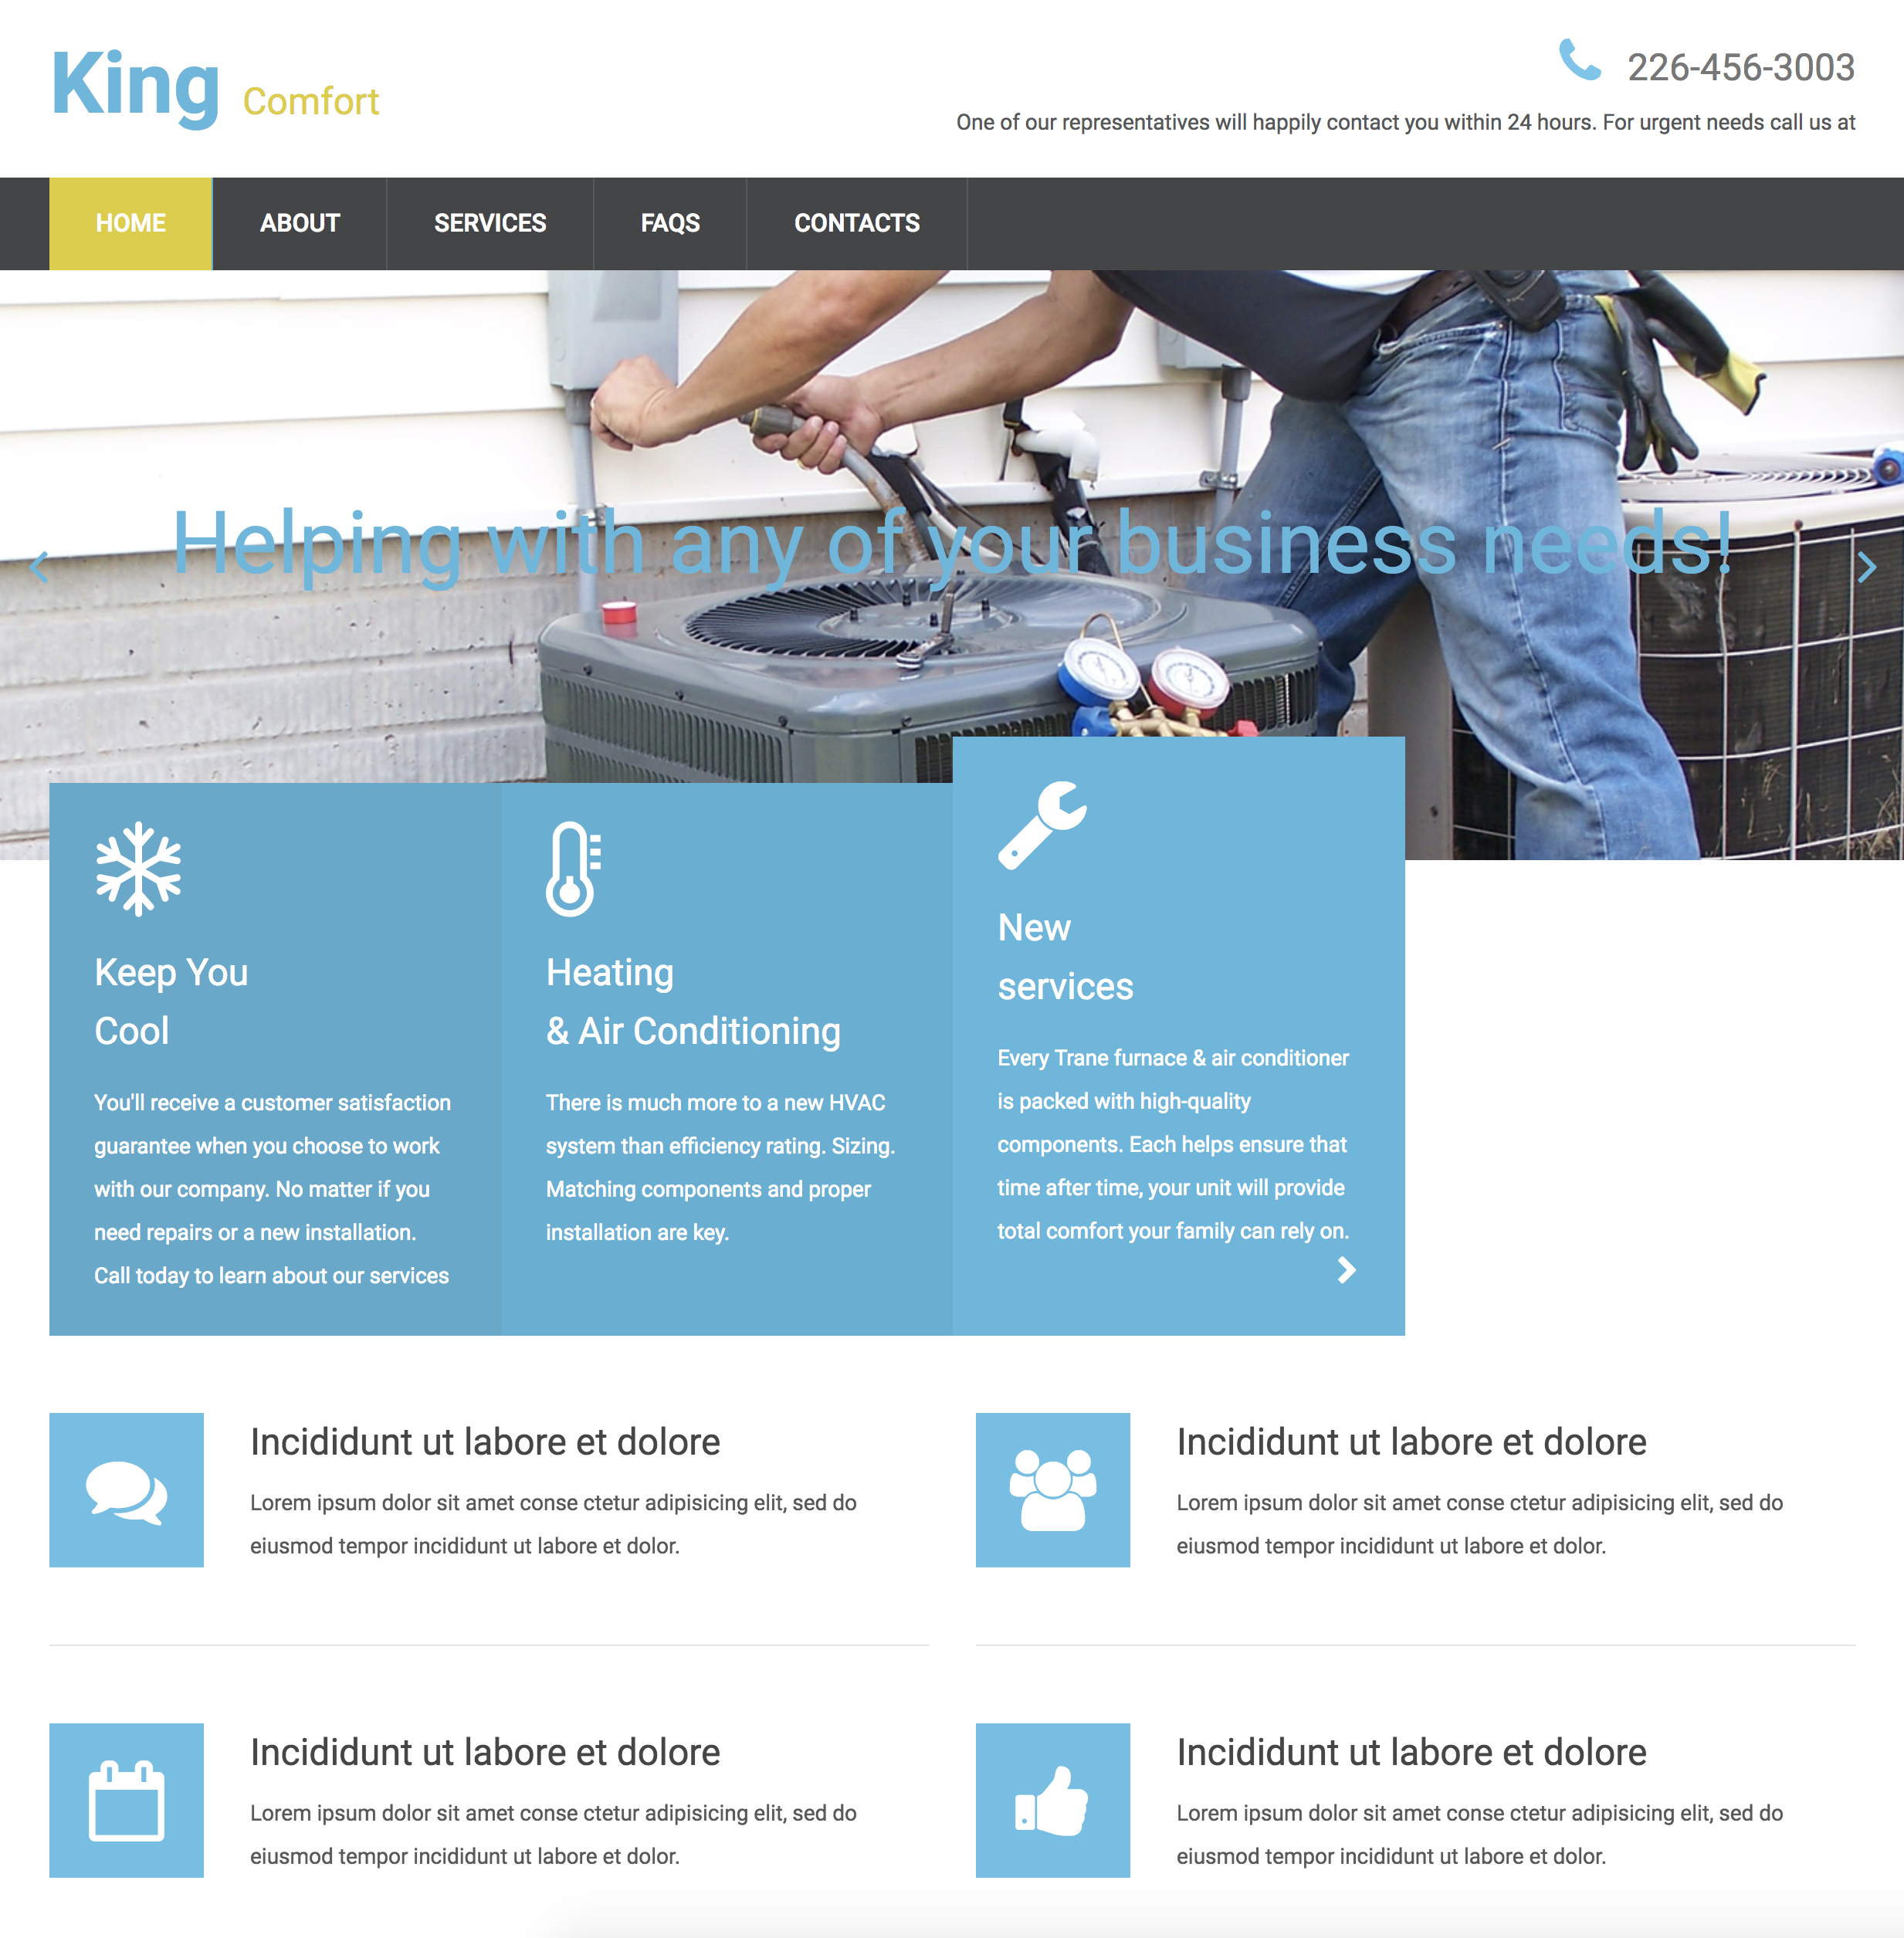 King Comfort
226-456-3003
One of our representatives will happily contact you within 24 hours. For urgent needs call us at
HOME ABOUT SERVICES FAQS CONTACTS
Helping with any of your business needs!
Keep You
Cool
You'll receive a customer satisfaction
guarantee when you choose to work
with our company. No matter if you
need repairs or a new installation.
Call today to learn about our services
Heating
& Air Conditioning
There is much more to a new HVAC
system than efficiency rating. Sizing.
Matching components and proper
installation are key.
New
services
Every Trane furnace & air conditioner
is packed with high-quality
components. Each helps ensure that
time after time, your unit will provide
total comfort your family can rely on.
Incididunt ut labore et dolore
Lorem ipsum dolor sit amet conse ctetur adipisicing elit, sed do
eiusmod tempor incididunt ut labore et dolor.
Incididunt ut labore et dolore
Lorem ipsum dolor sit amet conse ctetur adipisicing elit, sed do
eiusmod tempor incididunt ut labore et dolor.
Incididunt ut labore et dolore
Lorem ipsum dolor sit amet conse ctetur adipisicing elit, sed do
eiusmod tempor incididunt ut labore et dolor.
Incididunt ut labore et dolore
Lorem ipsum dolor sit amet conse ctetur adipisicing elit, sed do
eiusmod tempor incididunt ut labore et dolor.